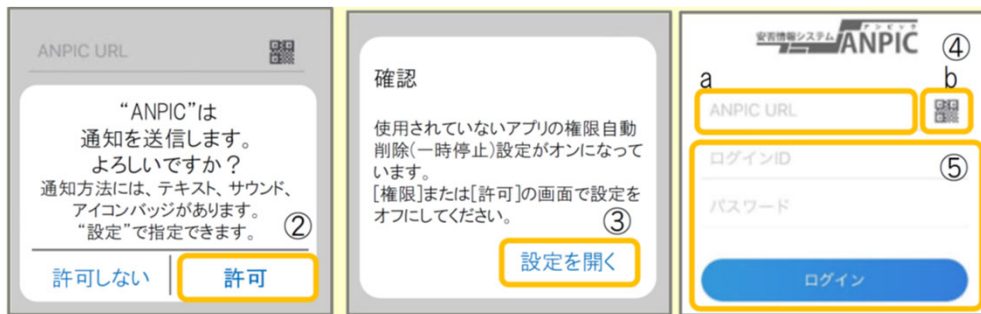 ANPIC URL
“ANPIC”は
通知を送信します。
よろしいですか？
通知方法には、テキスト、サウンド、
アイコンバッジがあります。
“設定”で指定できます。
②
許可しない
許可
確認
使用されていないアプリの権限自動
削除(一時停止)設定がオンになって
います。
[権限]または[許可]の画面で設定を
オフにしてください。
③
設定を開く
アンピック
安否情報システム ANPIC
④
a
b
ANPIC URL
ログインID
⑤
パスワード
ログイン